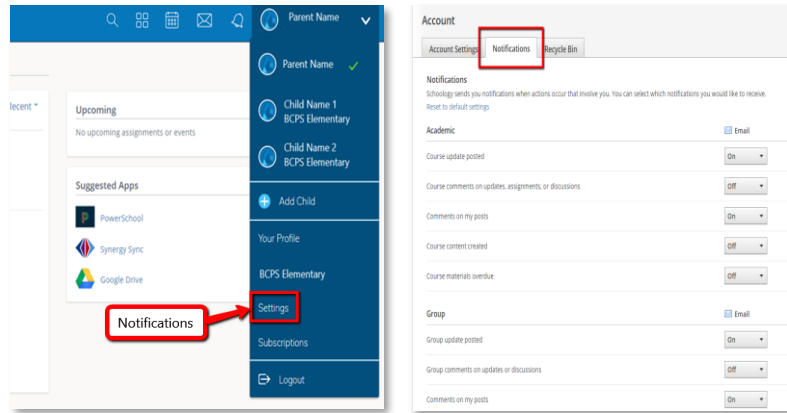 Parent Name
Parent Name
Child Name 1
BCPS Elementary
Child Name 2
BCPS Elementary
Add Child
Your Profile
BCPS Elementary
Settings
Subscriptions
Logout
Recent
Upcoming
No upcoming assignments or events
Suggested Apps
PowerSchool
Synergy Sync
Google Drive
Notifications
Account
Account Settings Notifications Recycle Bin
Notifications
Schoology sends you notifications when actions occur that involve you. You can select which notifications you would like to receive.
Reset to default settings
Academic Email
Course update posted On
Course comments on updates, assignments, or discussions Off
Comments on my posts On
Course content created Off
Course materials overdue Off
Group Email
Group update posted On
Group comments on updates or discussions Off
Comments on my posts On